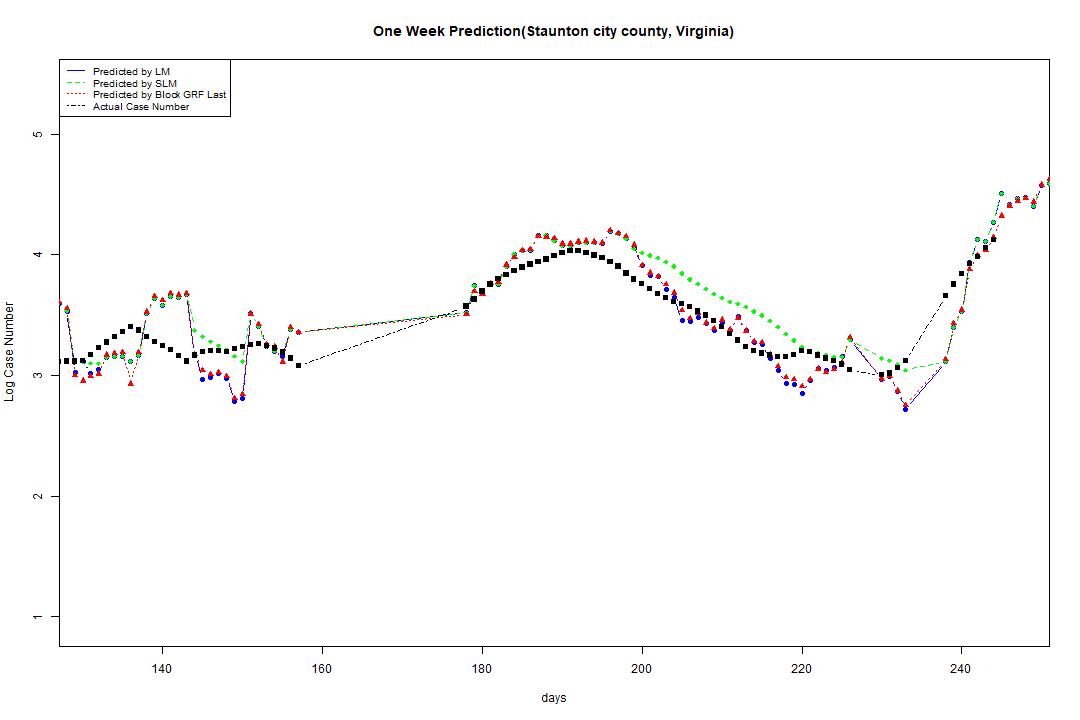 One Week Prediction(Staunton city county, Virginia)
Predicted by LM
Predicted by SLM
Predicted by Block GRF Last
Actual Case Number
Log Case Number
5
4
3
2
1
140 160 180 200 220 240
days